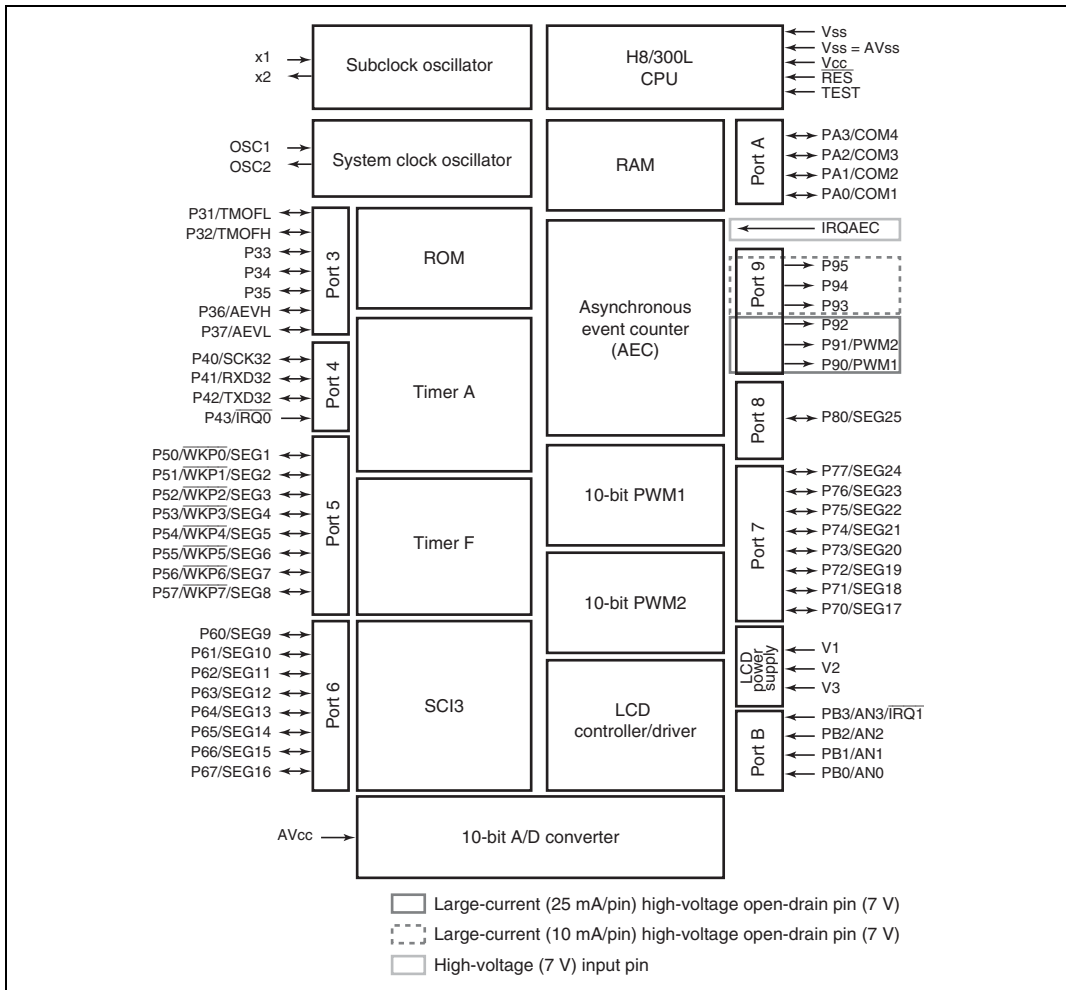 x1
x2
Subclock oscillator
H8/300L
CPU
Vss
Vss = AVss
Vcc
RES
TEST
OSC1
OSC2
System clock oscillator
RAM
Port A
PA3/COM4
PA2/COM3
PA1/COM2
PA0/COM1
P31/TMOFL
P32/TMOFH
P33
P34
P35
P36/AEVH
P37/AEVL
Port 3
ROM
Asynchronous
event counter
(AEC)
IRQAEC
Port 9
P95
P94
P93
P92
P91/PWM2
P90/PWM1
P40/SCK32
P41/RXD32
P42/TXD32
P43/IRQ0
Port 4
Timer A
Port 8
P80/SEG25
P50/WKP0/SEG1
P51/WKP1/SEG2
P52/WKP2/SEG3
P53/WKP3/SEG4
P54/WKP4/SEG5
P55/WKP5/SEG6
P56/WKP6/SEG7
P57/WKP7/SEG8
Port 5
Timer F
10-bit PWM1
10-bit PWM2
Port 7
P77/SEG24
P76/SEG23
P75/SEG22
P74/SEG21
P73/SEG20
P72/SEG19
P71/SEG18
P70/SEG17
P60/SEG9
P61/SEG10
P62/SEG11
P63/SEG12
P64/SEG13
P65/SEG14
P66/SEG15
P67/SEG16
Port 6
SCI3
LCD
controller/driver
LCD
power
supply
V1
V2
V3
Port B
PB3/AN3/IRQ1
PB2/AN2
PB1/AN1
PB0/AN0
AVcc
10-bit A/D converter
Large-current (25 mA/pin) high-voltage open-drain pin (7 V)
Large-current (10 mA/pin) high-voltage open-drain pin (7 V)
High-voltage (7 V) input pin